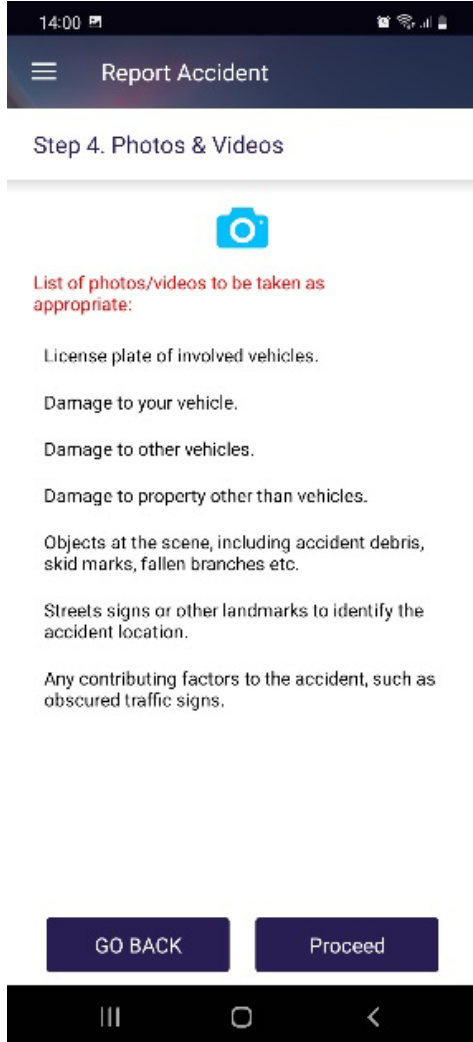 14:00
Report Accident
Step 4. Photos & Videos
List of photos/videos to be taken as
appropriate:
License plate of involved vehicles.
Damage to your vehicle.
Damage to other vehicles.
Damage to property other than vehicles.
Objects at the scene, including accident debris,
skid marks, fallen branches etc.
Streets signs or other landmarks to identify the
accident location.
Any contributing factors to the accident, such as
obscured traffic signs.
GO BACK
Proceed